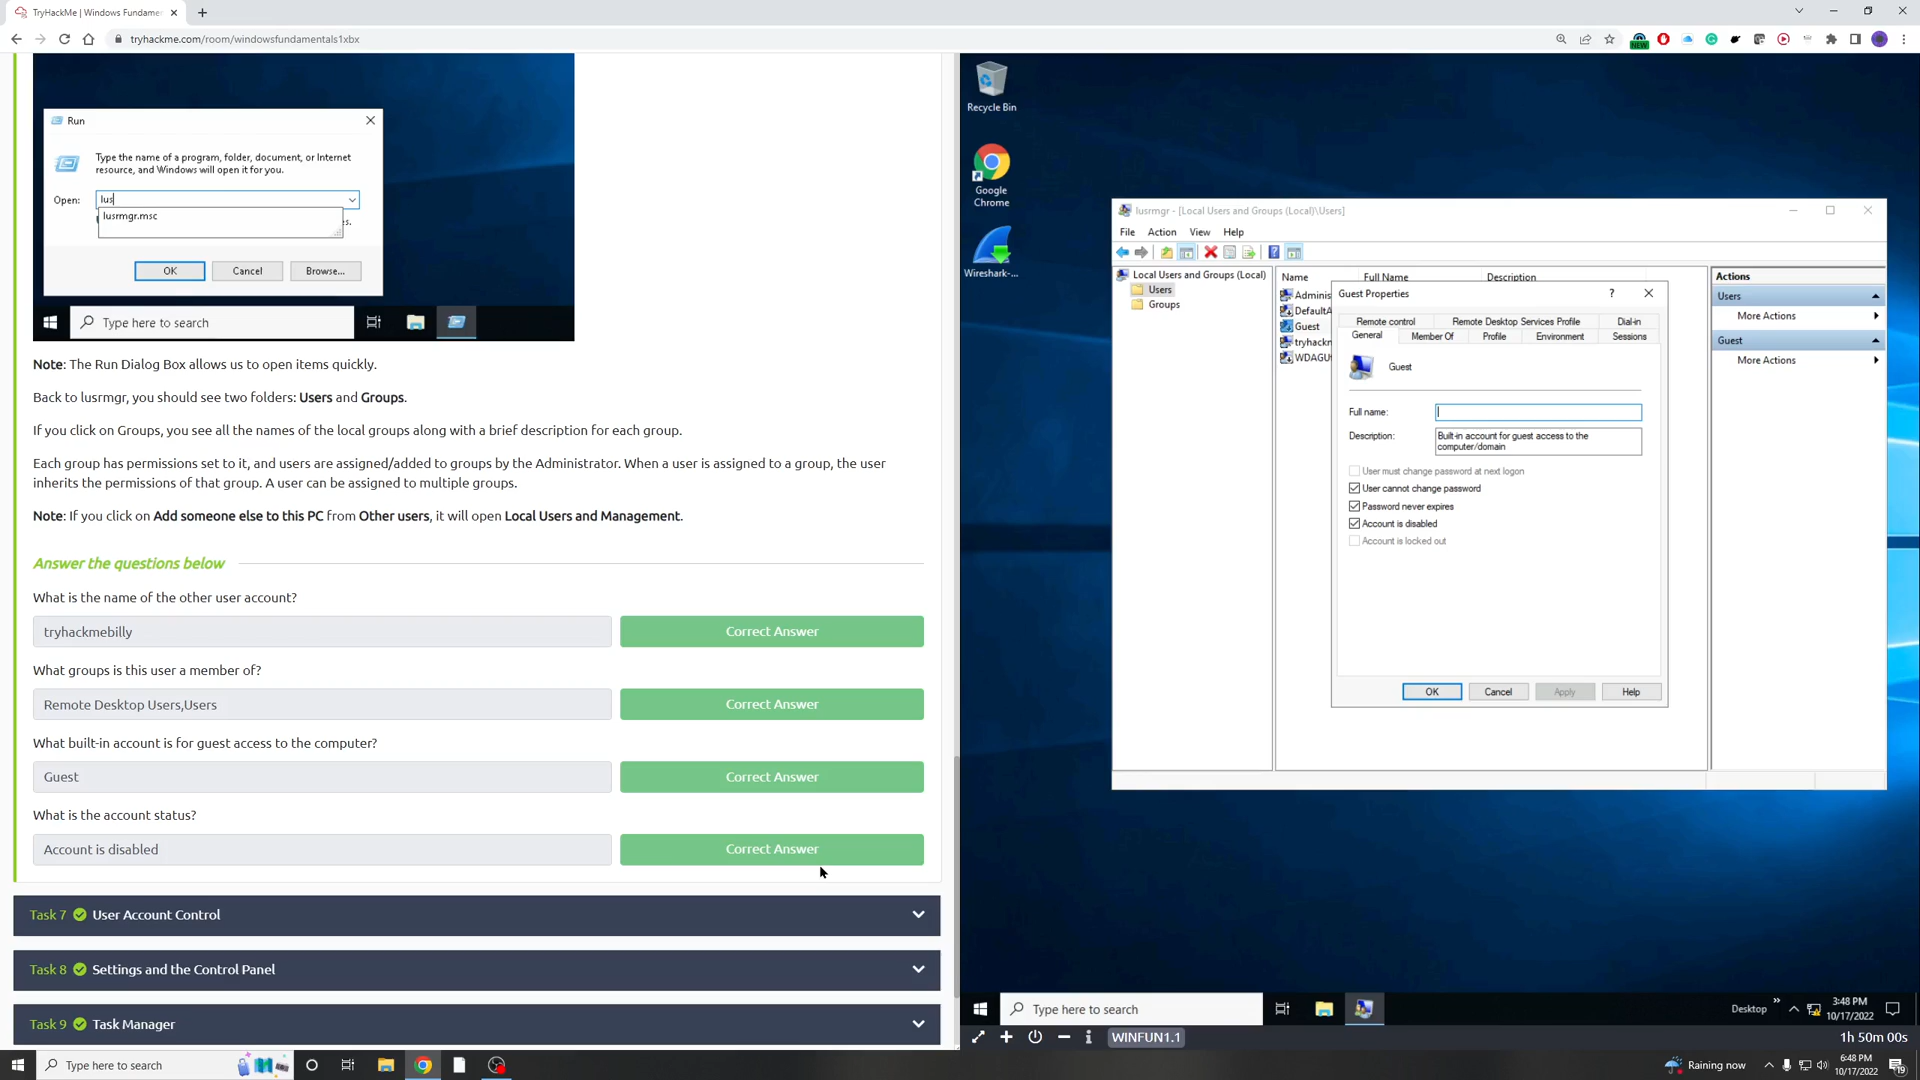 TryHackMe | Windows Fundame
tryhackme.com/room/windowsfundamentals1xbx
NEW
Run
Type the name of a program, folder, document, or Internet
resource, and Windows will open it for you.
Open:
lus
lusrmgr.msc
es.
OK
Cancel
Browse...
Type here to search
Note: The Run Dialog Box allows us to open items quickly.
Back to lusrmgr, you should see two folders: Users and Groups.
If you click on Groups, you see all the names of the local groups along with a brief description for each group.
Each group has permissions set to it, and users are assigned/added to groups by the Administrator. When a user is assigned to a group, the user
inherits the permissions of that group. A user can be assigned to multiple groups.
Note: If you click on Add someone else to this PC from Other users, it will open Local Users and Management.
Answer the questions below
What is the name of the other user account?
tryhackmebilly
Correct Answer
What groups is this user a member of?
Remote Desktop Users,Users
Correct Answer
What built-in account is for guest access to the computer?
Guest
Correct Answer
What is the account status?
Account is disabled
Correct Answer
Task 7 User Account Control
Task 8 Settings and the Control Panel
Task 9 Task Manager
Recycle Bin
Google
Chrome
Wireshark-...
lusrmgr - [Local Users and Groups (Local)\Users]
File Action View Help
Local Users and Groups (Local)
Users
Groups
Name Full Name Description
Adminis
DefaultA
Guest
tryhackn
WDAGU
Guest Properties
?
Remote control Remote Desktop Services Profile Dial-in
General Member Of Profile Environment Sessions
Guest
Full name:
Description:
Built-in account for guest access to the
computer/domain
User must change password at next logon
User cannot change password
Password never expires
Account is disabled
Account is locked out
OK
Cancel
Apply
Help
Actions
Users
More Actions
Guest
More Actions
Type here to search
Desktop
3:48 PM
10/17/2022
WINFUN1.1
1h 50m 00s
Type here to search
Raining now
6:48 PM
10/17/2022
19